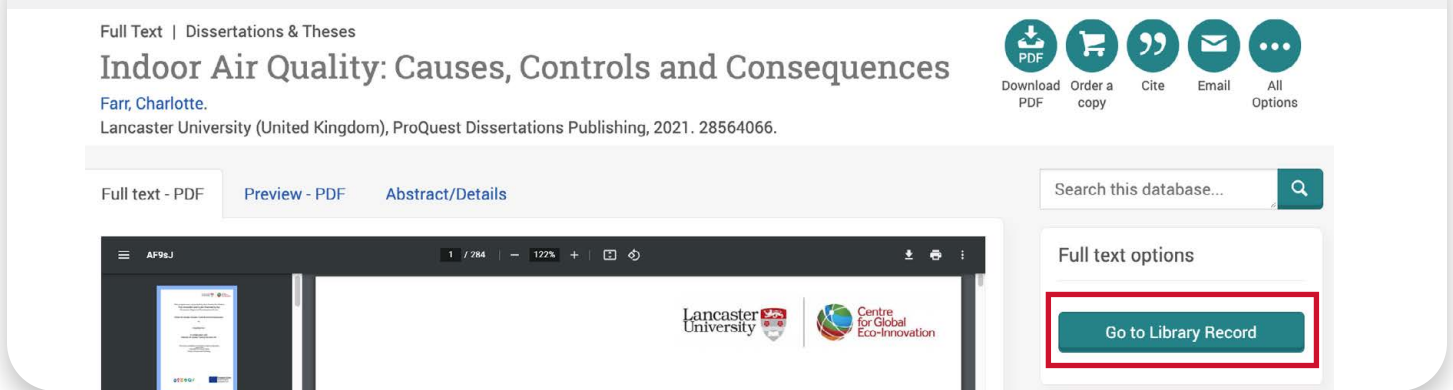 Full Text | Dissertations & Theses
Indoor Air Quality: Causes, Controls and Consequences
Farr, Charlotte.
Lancaster University (United Kingdom), ProQuest Dissertations Publishing, 2021. 28564066.
PDF
Download PDF
Order a copy
Cite
Email
All Options
Full text - PDF
Preview - PDF
Abstract/Details
Search this database...
AF9sJ
1 / 284
122%
Lancaster University
Centre for Global Eco-Innovation
Full text options
Go to Library Record